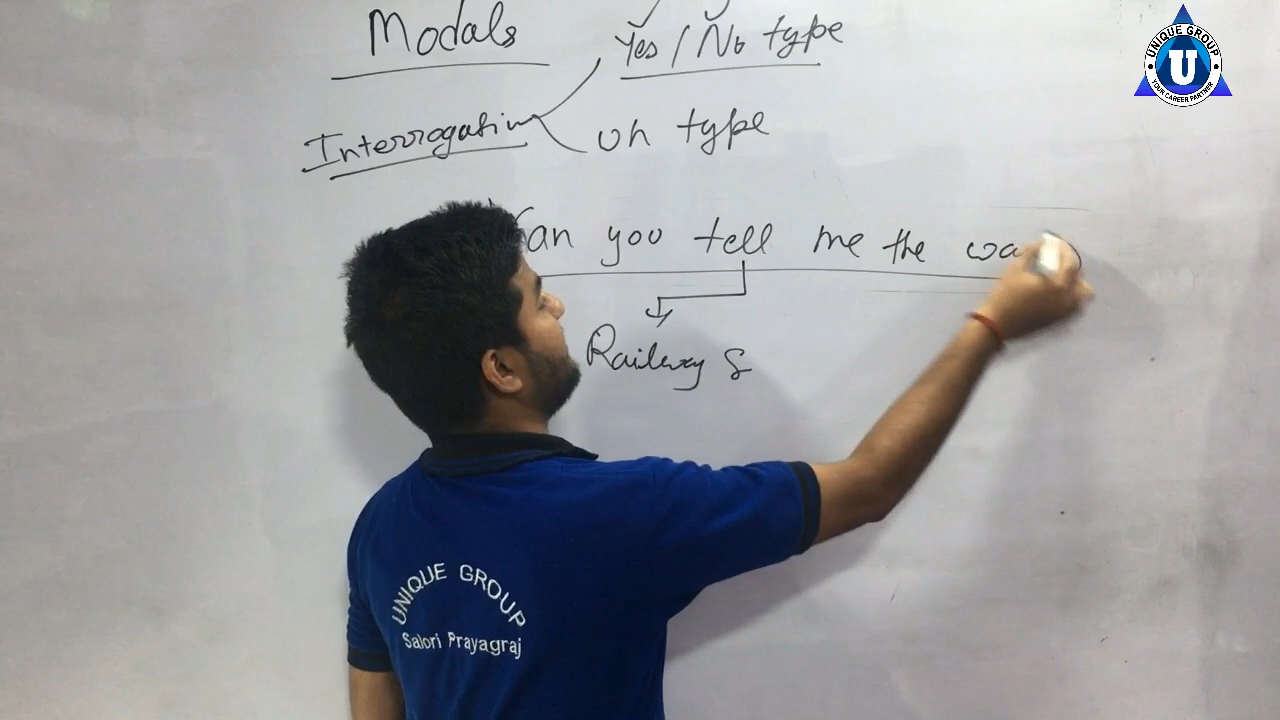 Modals
Yes / No type
Interrogative
wh type
Can you tell me the wa
Railway S
UNIQUE GROUP
Salori Prayagraj
UNIQUE GROUP
U
YOUR CAREER PARTNER